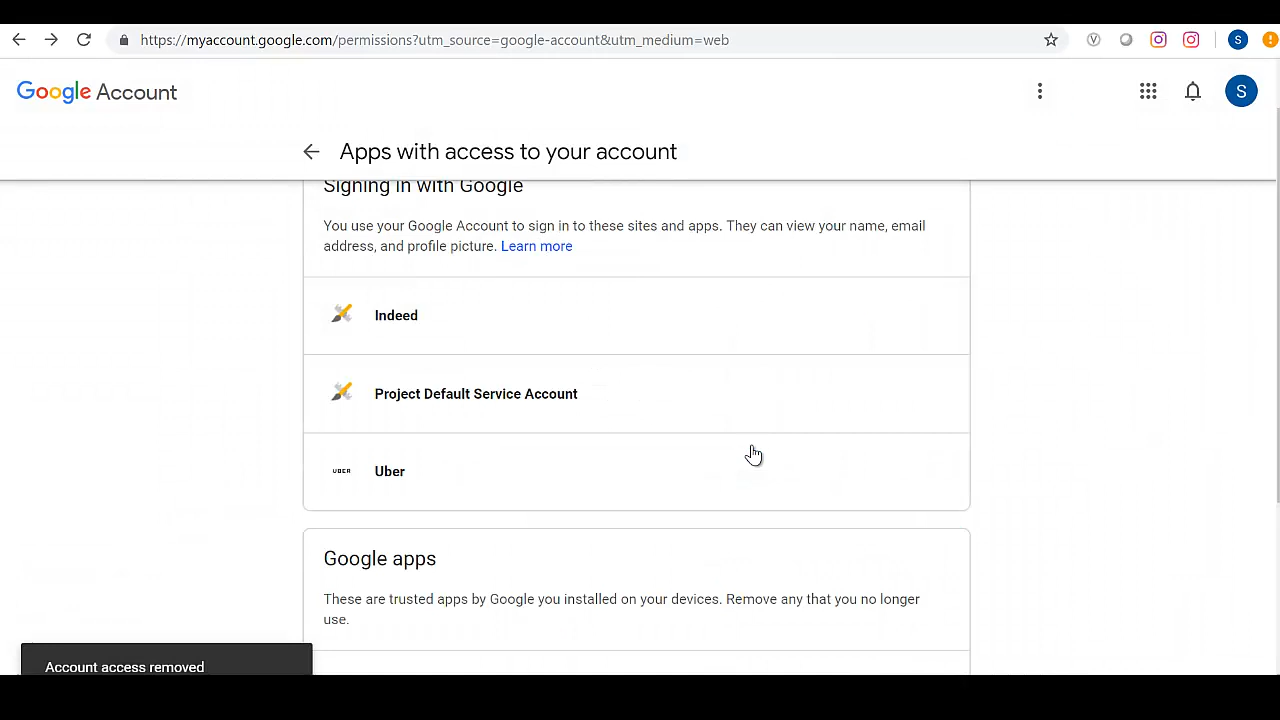 https://myaccount.google.com/permissions?utm_source=google-account&utm_medium=web
S
Google Account
S
Apps with access to your account
Signing in with Google
You use your Google Account to sign in to these sites and apps. They can view your name, email
address, and profile picture. Learn more
Indeed
Project Default Service Account
UBER
Uber
Google apps
These are trusted apps by Google you installed on your devices. Remove any that you no longer
use.
Account access removed